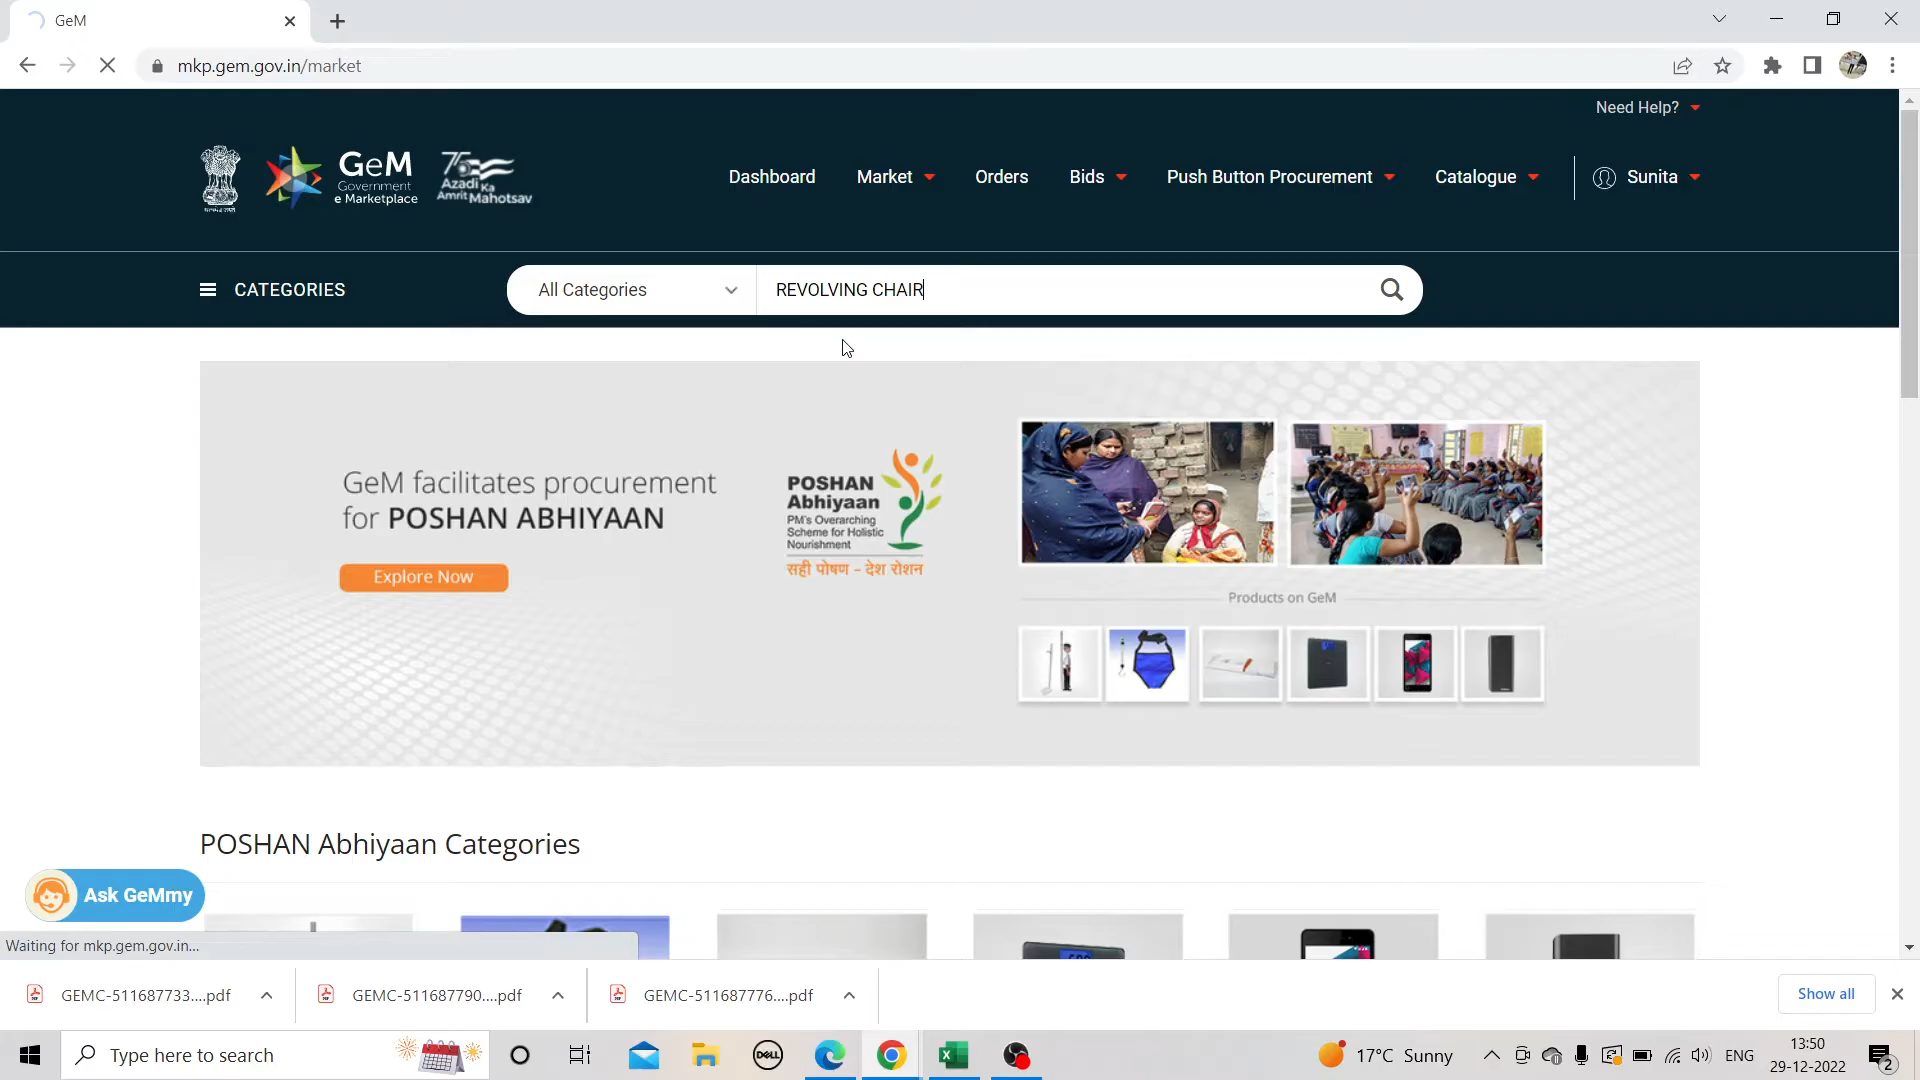 GeM
mkp.gem.gov.in/market
Need Help?
GeM
Government
e Marketplace
Azadi Ka
Amrit Mahotsav
Dashboard
Market
Orders
Bids
Push Button Procurement
Catalogue
Sunita
CATEGORIES
All Categories
REVOLVING CHAIR
GeM facilitates procurement
for POSHAN ABHIYAAN
Explore Now
POSHAN
Abhiyaan
PM's Overarching
Scheme for Holistic
Nourishment
सही पोषण - देश रोशन
Products on GeM
POSHAN Abhiyaan Categories
Ask GeMmy
Waiting for mkp.gem.gov.in...
GEMC-511687733....pdf
GEMC-511687790....pdf
GEMC-511687776....pdf
Show all
Type here to search
DELL
17°C Sunny
ENG
13:50
29-12-2022
2